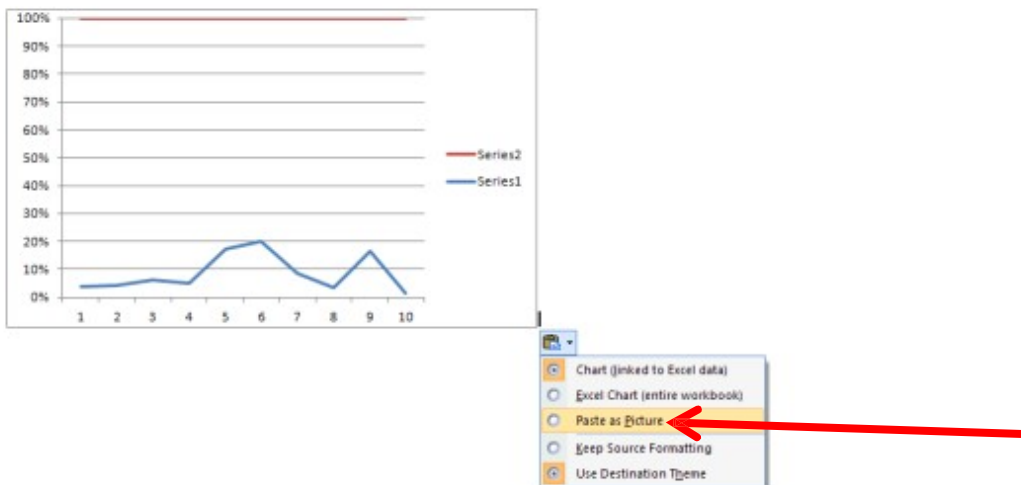 100%
90%
80%
70%
60%
50%
40%
30%
20%
10%
0%
1 2 3 4 5 6 7 8 9 10
Series2
Series1
Chart (linked to Excel data)
Excel Chart (entire workbook)
Paste as Picture
Keep Source Formatting
Use Destination Theme